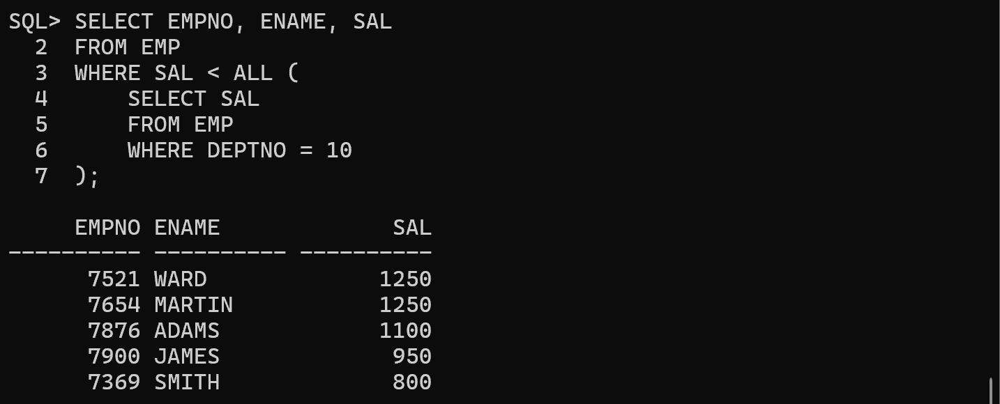 SQL> SELECT EMPNO, ENAME, SAL
  2  FROM EMP
  3  WHERE SAL < ALL (
  4      SELECT SAL
  5      FROM EMP
  6      WHERE DEPTNO = 10
  7  );
     EMPNO ENAME             SAL
---------- ---------- ----------
      7521 WARD             1250
      7654 MARTIN           1250
      7876 ADAMS            1100
      7900 JAMES             950
      7369 SMITH             800